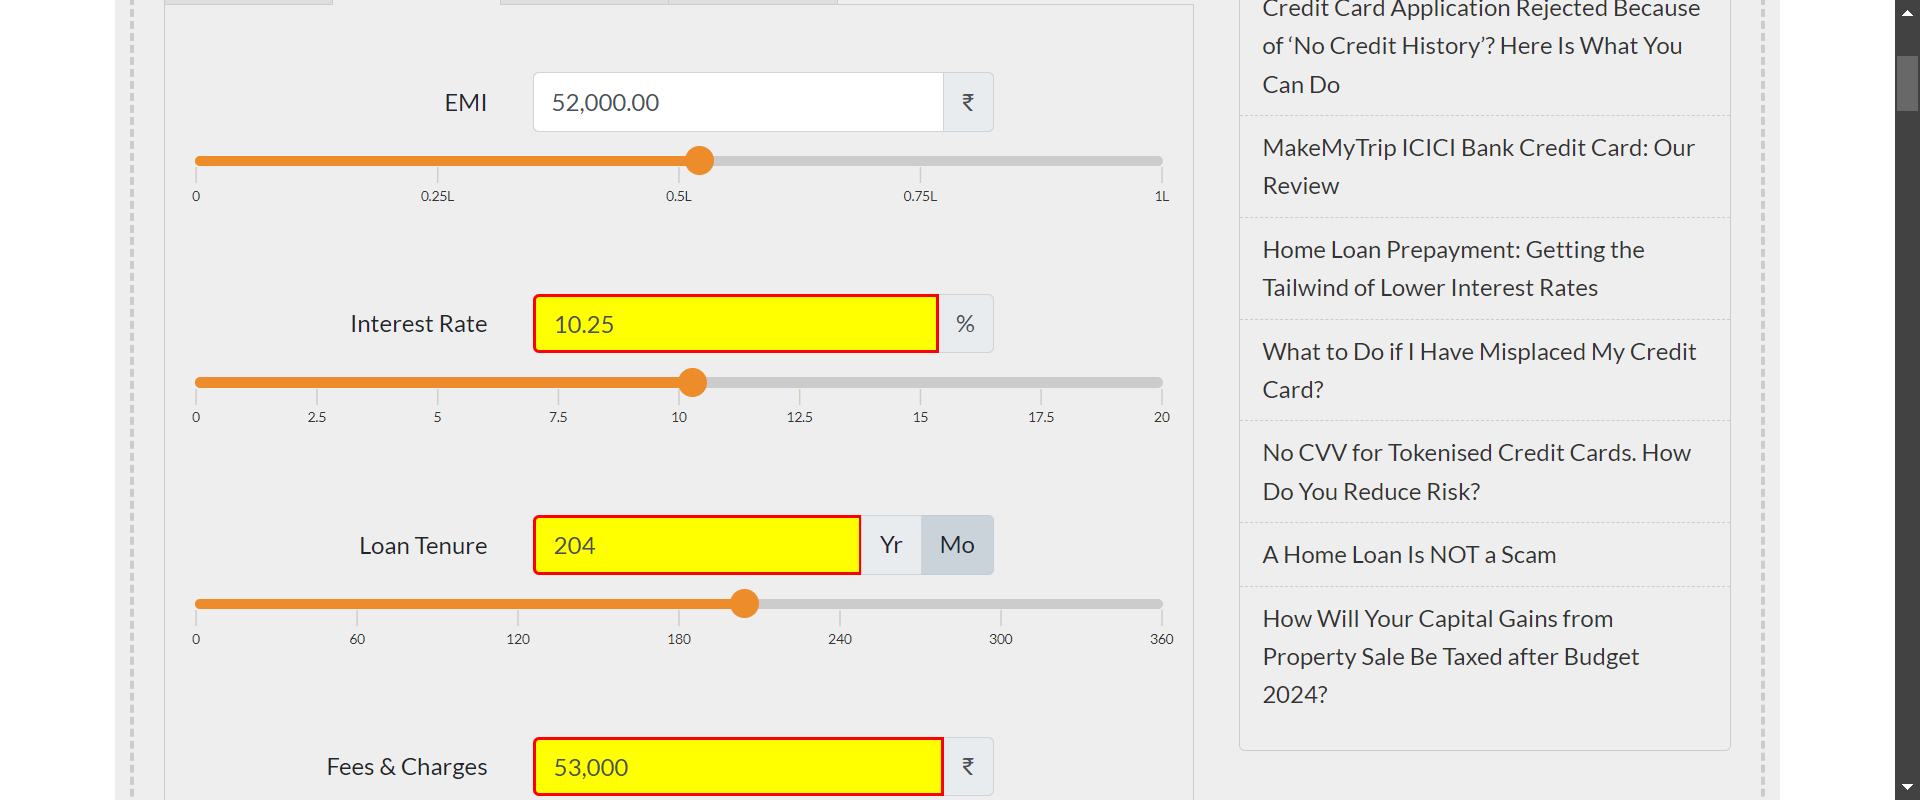 EMI
52,000.00 ₹
0 0.25L 0.5L 0.75L 1L
Interest Rate
10.25 %
0 2.5 5 7.5 10 12.5 15 17.5 20
Loan Tenure
204 Yr Mo
0 60 120 180 240 300 360
Fees & Charges
53,000 ₹
Credit Card Application Rejected Because
of ‘No Credit History’? Here Is What You
Can Do
MakeMyTrip ICICI Bank Credit Card: Our
Review
Home Loan Prepayment: Getting the
Tailwind of Lower Interest Rates
What to Do if I Have Misplaced My Credit
Card?
No CVV for Tokenised Credit Cards. How
Do You Reduce Risk?
A Home Loan Is NOT a Scam
How Will Your Capital Gains from
Property Sale Be Taxed after Budget
2024?